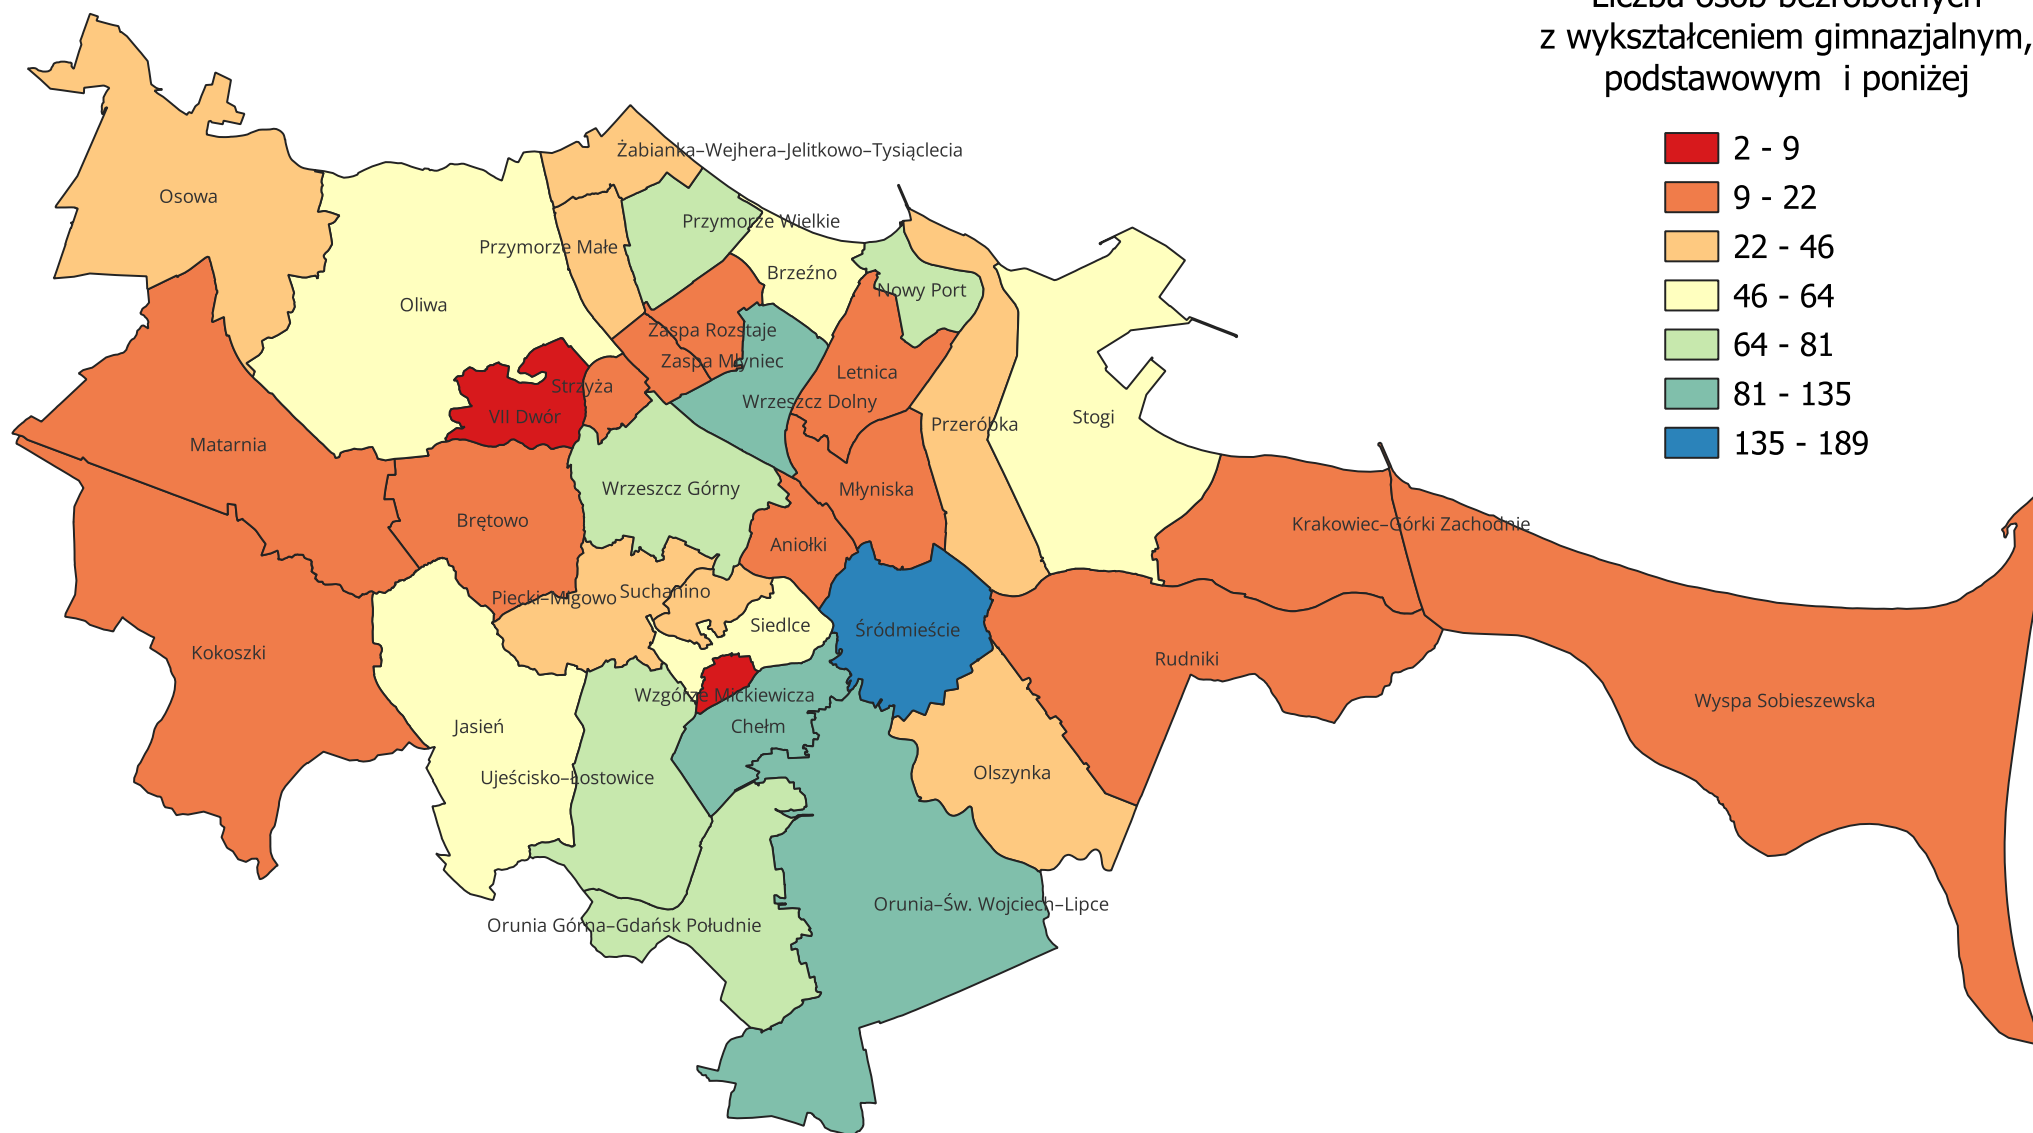 Liczba osób bezrobotnych
z wykształceniem gimnazjalnym,
podstawowym i poniżej
2 - 9
9 - 22
22 - 46
46 - 64
64 - 81
81 - 135
135 - 189
Żabianka–Wejhera–Jelitkowo–Tysiąclecia
Osowa
Przymorze Wielkie
Przymorze Małe
Brzeźno
Nowy Port
Oliwa
Zaspa Rozstaje
Zaspa Młyniec
Letnica
Strzyża
Wrzeszcz Dolny
VII Dwór
Przeróbka
Stogi
Matarnia
Wrzeszcz Górny
Młyniska
Brętowo
Krakowiec–Górki Zachodnie
Aniołki
Suchanino
Piecki–Migowo
Siedlce
Śródmieście
Kokoszki
Rudniki
Wzgórze Mickiewicza
Wyspa Sobieszewska
Jasień
Chełm
Olszynka
Ujeścisko–Łostowice
Orunia–Św. Wojciech–Lipce
Orunia Górna–Gdańsk Południe